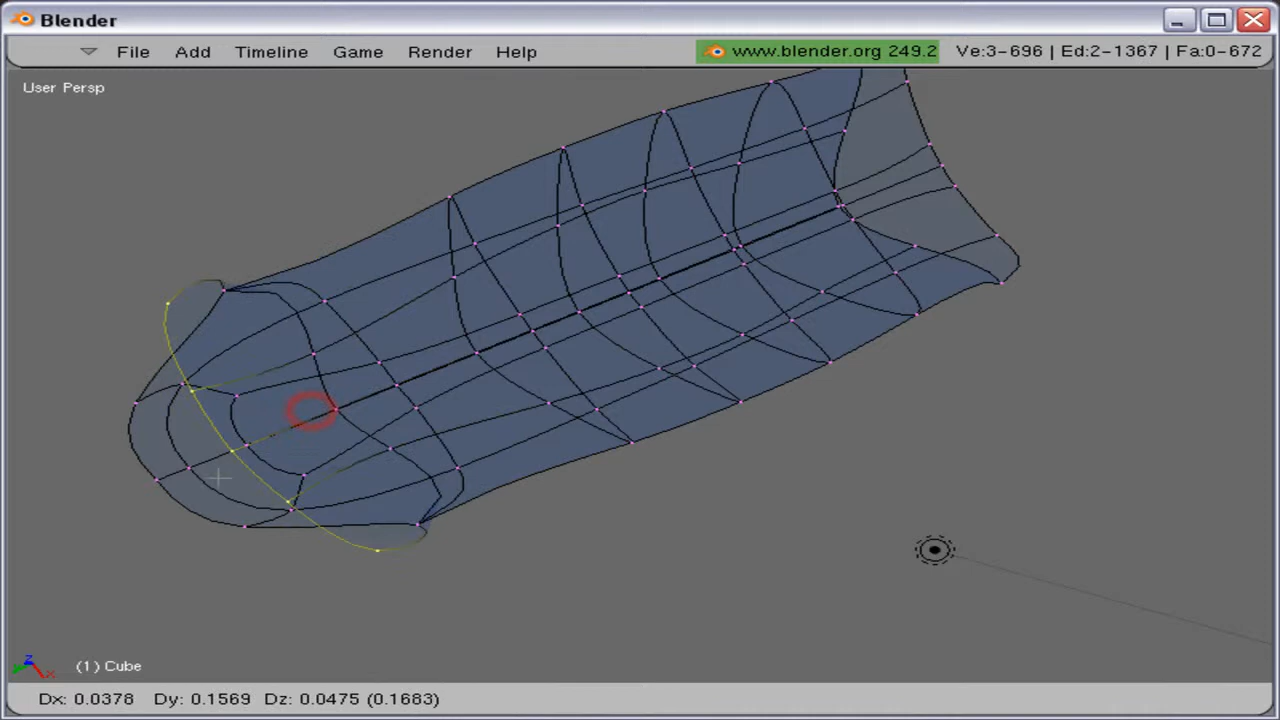 Blender
File Add Timeline Game Render Help www.blender.org 249.2 Ve:3-696 | Ed:2-1367 | Fa:0-672
User Persp
Z
X
(1) Cube
Dx: 0.0378 Dy: 0.1569 Dz: 0.0475 (0.1683)